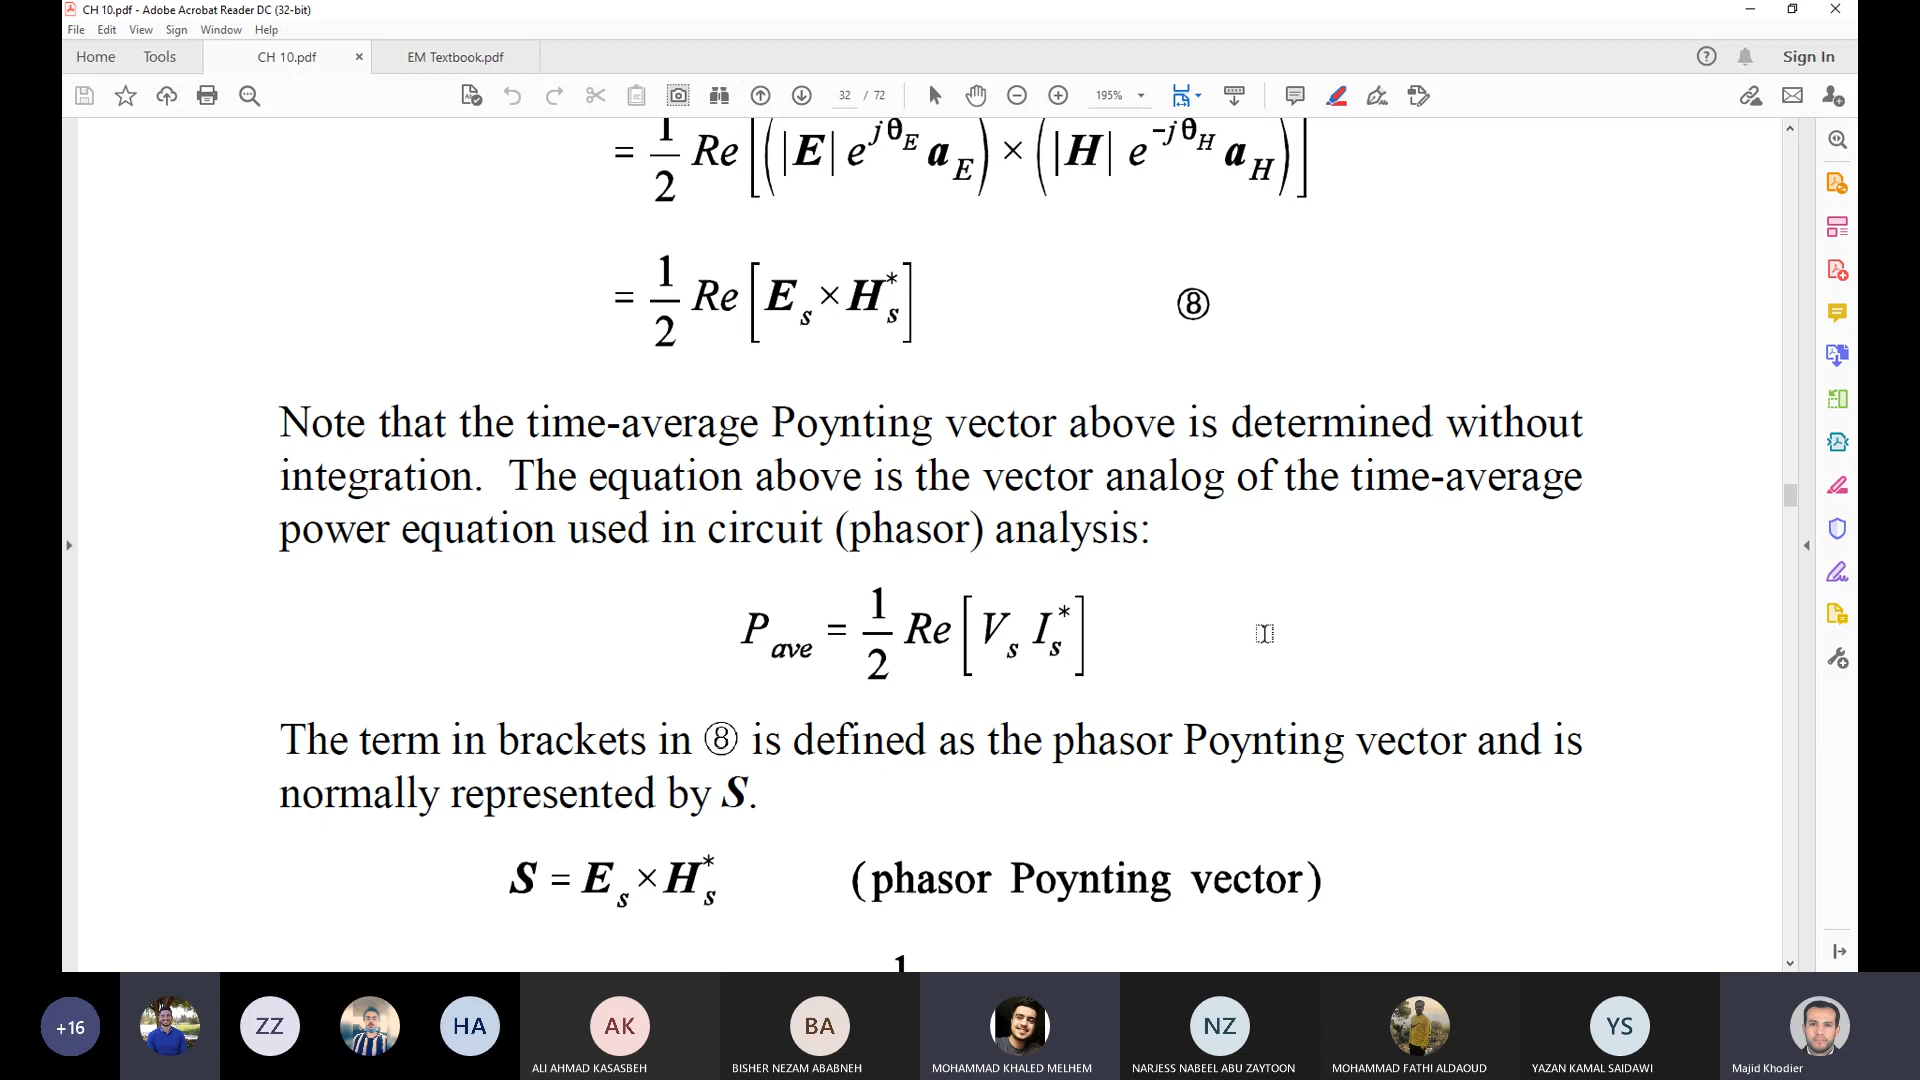 CH 10.pdf - Adobe Acrobat Reader DC (32-bit)
File Edit View Sign Window Help
Home Tools CH 10.pdf × EM Textbook.pdf Sign In
32 / 72 195%
= 1/2 Re [(|E| e^{jθ_E} a_E) × (|H| e^{-jθ_H} a_H)]
= 1/2 Re [E_s × H_s^*] ⑧
Note that the time-average Poynting vector above is determined without
integration. The equation above is the vector analog of the time-average
power equation used in circuit (phasor) analysis:
P_ave = 1/2 Re [V_s I_s^*]
The term in brackets in ⑧ is defined as the phasor Poynting vector and is
normally represented by S.
S = E_s × H_s^* (phasor Poynting vector)
1
+16 ZZ HA AK BA NZ YS
ALI AHMAD KASASBEH BISHER NEZAM ABABNEH MOHAMMAD KHALED MELHEM NARJESS NABEEL ABU ZAYTOON MOHAMMAD FATHI ALDAOUD YAZAN KAMAL SAIDAWI Majid Khodier